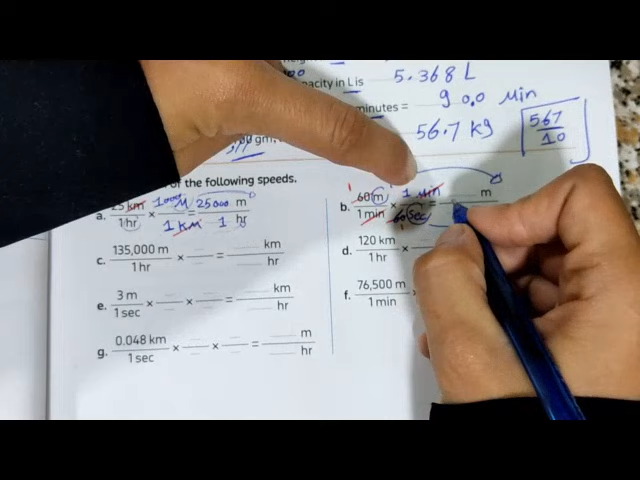 apacity in L is 5.368 L
minutes = 90.0 Min
56.7 kg 567/10
gm,
of the following speeds.
a. 25 km/1 hr × 1000 M/1 KM = 25000 m/1 hr
b. 60 m/1 min × 1 min/60 sec = m/
c. 135,000 m/1 hr × = km/hr
d. 120 km/1 hr ×
e. 3 m/1 sec × × = km/hr
f. 76,500 m/1 min
g. 0.048 km/1 sec × × = m/hr